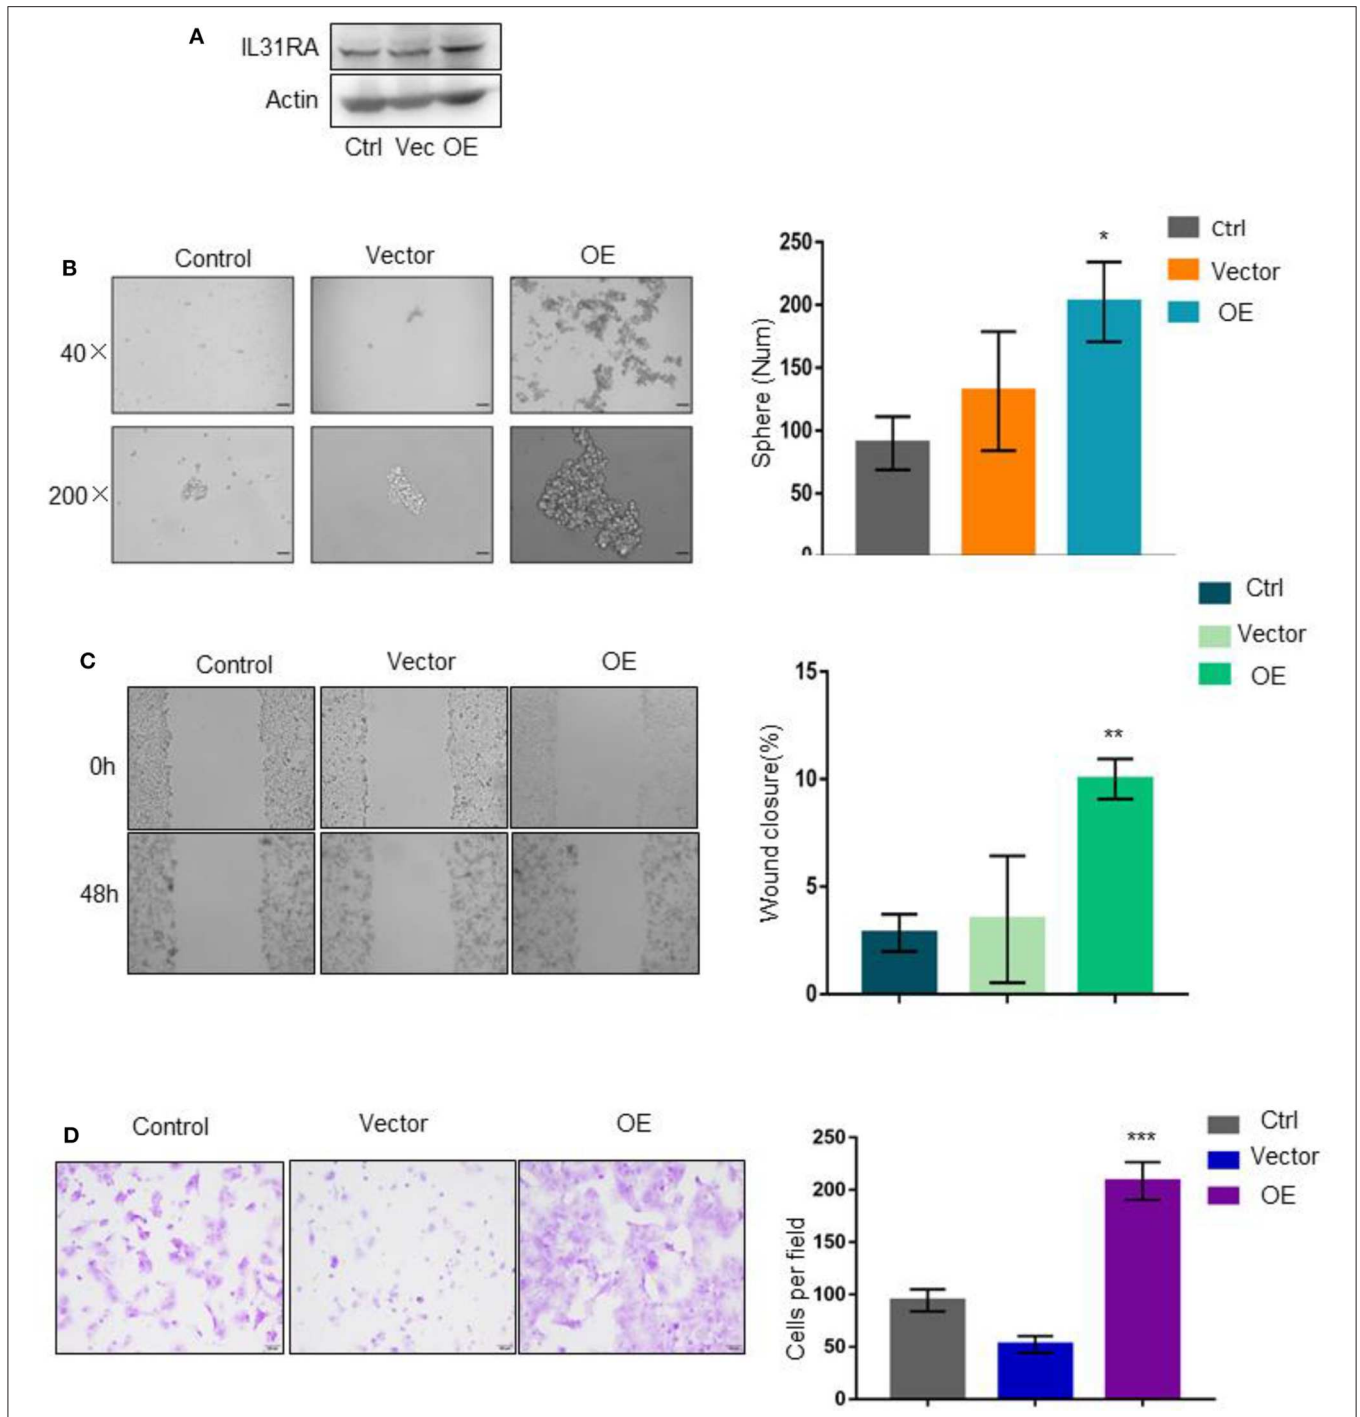 A
IL31RA
Actin
Ctrl Vec OE
B
Control Vector OE
40×
200×
Sphere (Num)
250
200
150
100
50
0
*
Ctrl
Vector
OE
C
Control Vector OE
0h
48h
Wound closure(%)
15
10
5
0
**
Ctrl
Vector
OE
D
Control Vector OE
Cells per field
250
200
150
100
50
0
***
Ctrl
Vector
OE